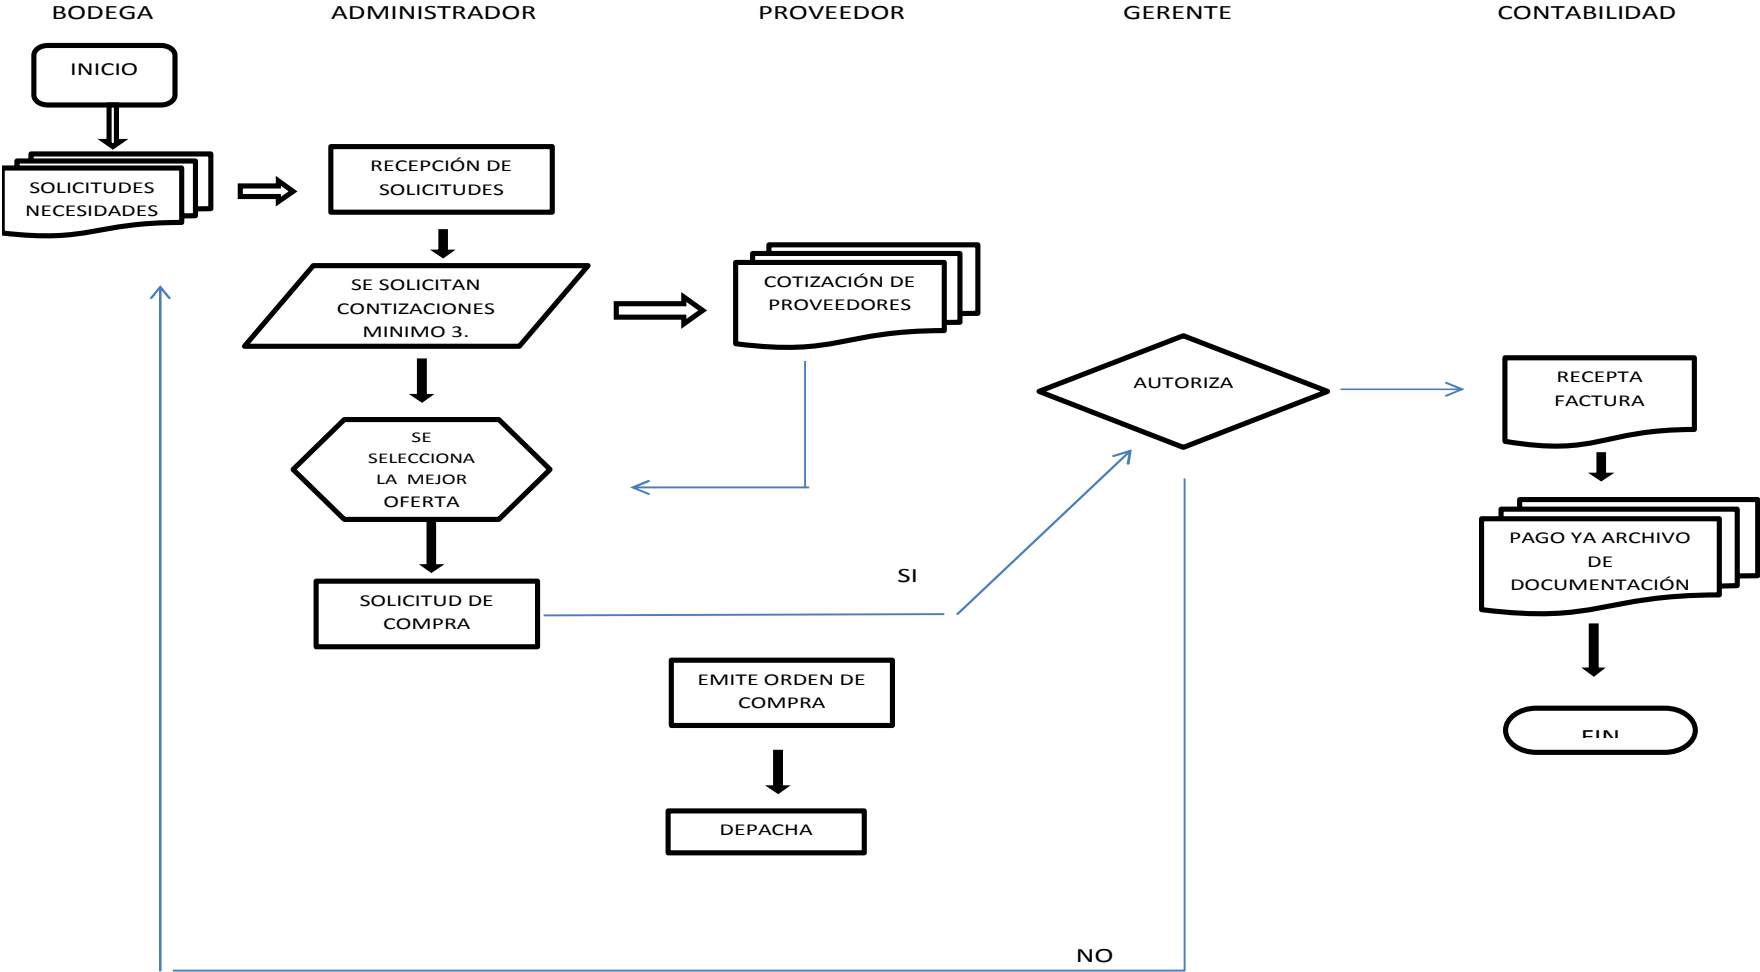 BODEGA
ADMINISTRADOR
PROVEEDOR
GERENTE
CONTABILIDAD
INICIO
SOLICITUDES
NECESIDADES
RECEPCIÓN DE
SOLICITUDES
SE SOLICITAN
CONTIZACIONES
MINIMO 3.
COTIZACIÓN DE
PROVEEDORES
AUTORIZA
RECEPTA
FACTURA
SE
SELECCIONA
LA MEJOR
OFERTA
PAGO YA ARCHIVO
DE
DOCUMENTACIÓN
SI
SOLICITUD DE
COMPRA
EMITE ORDEN DE
COMPRA
FIN
DEPACHA
NO